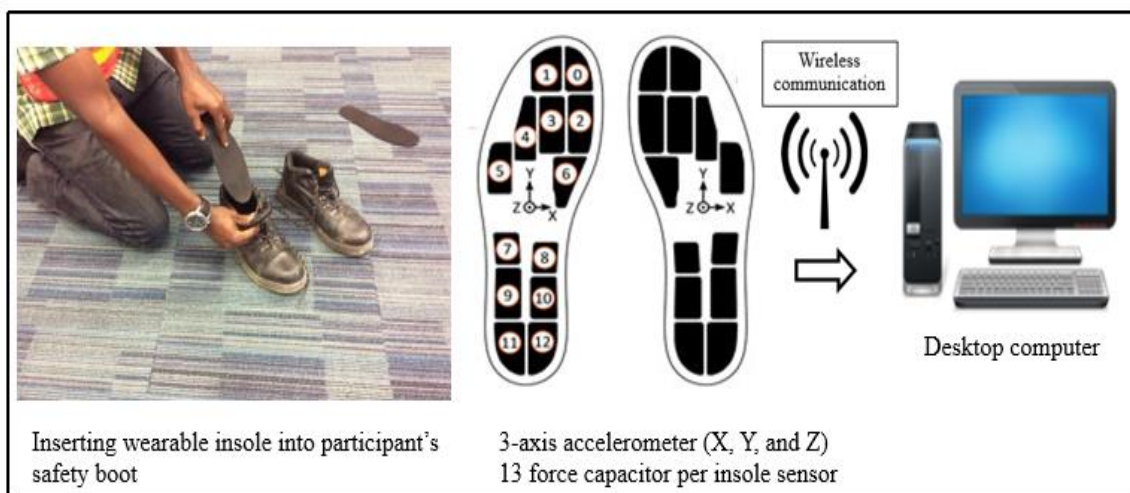 Wireless
communication
1 0
3 2
4
5 6
Y
Z X
Y
Z X
7 8
9 10
11 12
Desktop computer
Inserting wearable insole into participant’s
safety boot
3-axis accelerometer (X, Y, and Z)
13 force capacitor per insole sensor